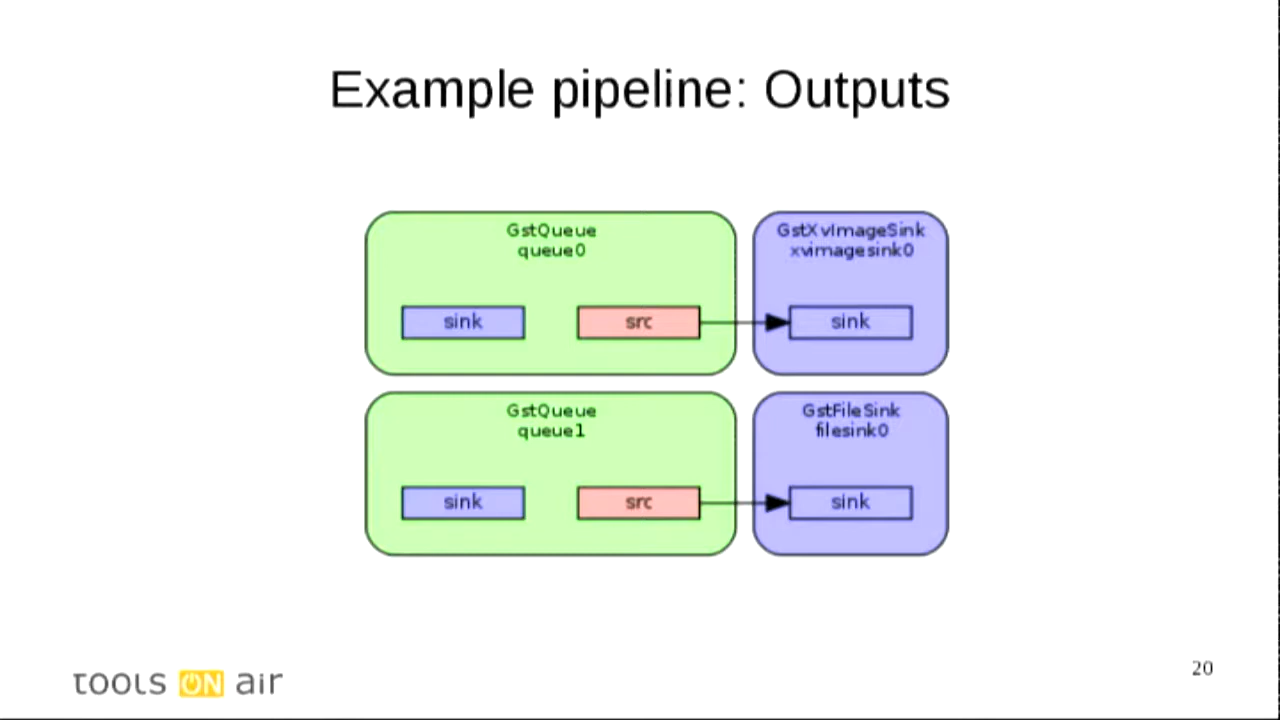 Example pipeline: Outputs
GstQueue
queue0
sink
src
GstXvImageSink
xvimagesink0
sink
GstQueue
queue1
sink
src
GstFileSink
filesink0
sink
tools ON air
20